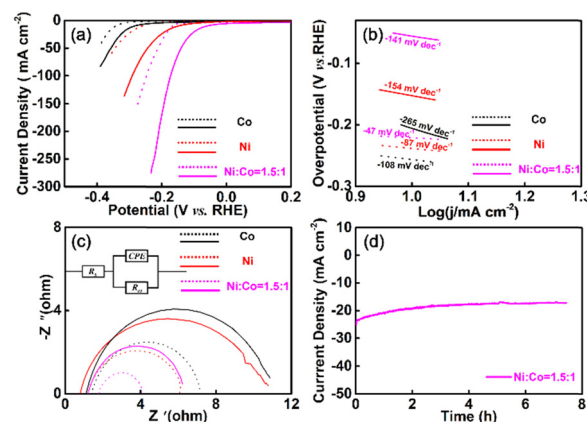 (a)
Current Density ( mA cm⁻²)
0
-50
-100
-150
-200
-250
-300
Co
Ni
Ni:Co=1.5:1
-0.4 -0.2 0.0 0.2
Potential (V vs. RHE)
(b)
Overpotential (V vs.RHE)
-0.1
-0.2
-0.3
-141 mV dec⁻¹
-154 mV dec⁻¹
-265 mV dec⁻¹
-47 mV dec⁻¹
-87 mV dec⁻¹
-108 mV dec⁻¹
Co
Ni
Ni:Co=1.5:1
0.9 1.0 1.1 1.2 1.3
Log(j/mA cm⁻²)
(c)
-Z ''(ohm)
-8
-4
0
CPE
Co
Ni
Ni:Co=1.5:1
0 4 8 12
Z '(ohm)
(d)
Currrent Density (mA cm⁻²)
10
0
-10
-20
-30
-40
-50
Ni:Co=1.5:1
0 2 4 6 8
Time (h)